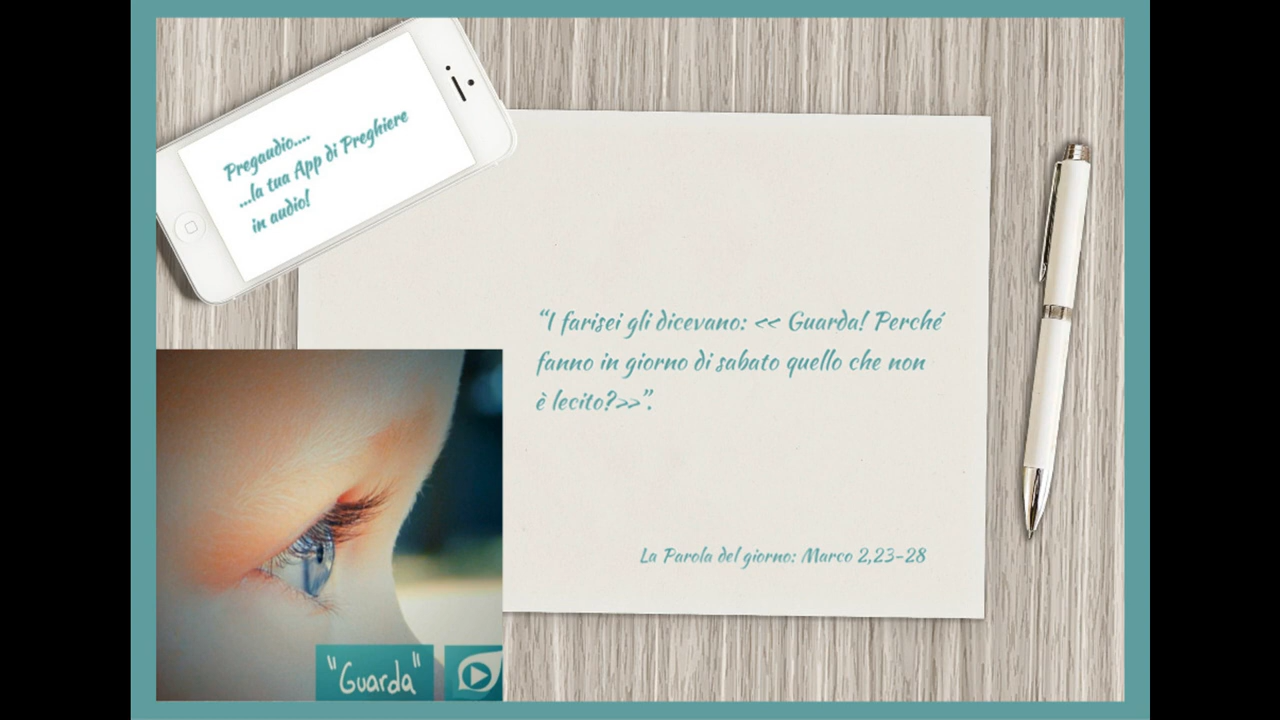 Pregaudio....
...la tua App di Preghiere
in audio!
“I farisei gli dicevano: << Guarda! Perché
fanno in giorno di sabato quello che non
è lecito?>>”.
La Parola del giorno: Marco 2,23-28
"Guarda"